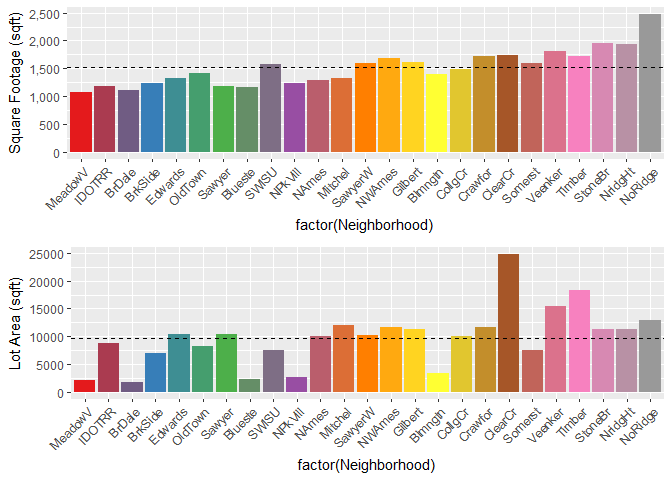 Square Footage (sqft)
2,500
2,000
1,500
1,000
500
0
MeadowV IDOTRR BrDale BrkSide Edwards OldTown Sawyer Blueste SWISU NPkVill NAmes Mitchel SawyerW NWAmes Gilbert Blmngtn CollgCr Crawfor ClearCr Somerst Veenker Timber StoneBr NridgHt NoRidge
factor(Neighborhood)
Lot Area (sqft)
25000
20000
15000
10000
5000
0
MeadowV IDOTRR BrDale BrkSide Edwards OldTown Sawyer Blueste SWISU NPkVill NAmes Mitchel SawyerW NWAmes Gilbert Blmngtn CollgCr Crawfor ClearCr Somerst Veenker Timber StoneBr NridgHt NoRidge
factor(Neighborhood)